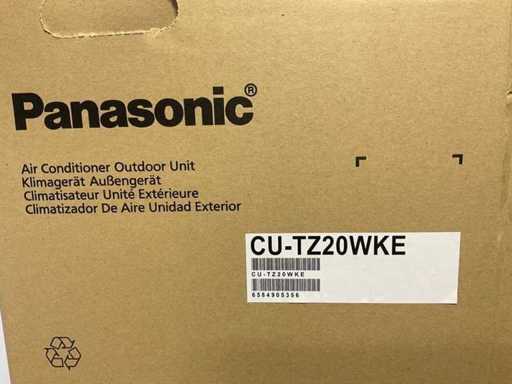 Panasonic®
Air Conditioner Outdoor Unit
Klimagerät Außengerät
Climatisateur Unité Extérieure
Climatizador De Aire Unidad Exterior
CU-TZ20WKE
CU-TZ20WKE
6584905356